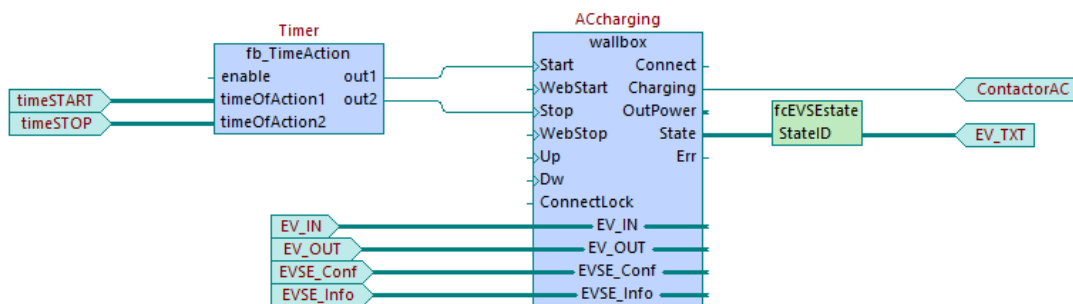 Timer
fb_TimeAction
enable out1
timeOfAction1 out2
timeOfAction2
timeSTART
timeSTOP
ACcharging
wallbox
Start Connect
WebStart Charging
Stop OutPower
WebStop State
Up Err
Dw
ConnectLock
EV_IN
EV_OUT
EVSE_Conf
EVSE_Info
EV_IN
EV_OUT
EVSE_Conf
EVSE_Info
fcEVSEstate
StateID
ContactorAC
EV_TXT